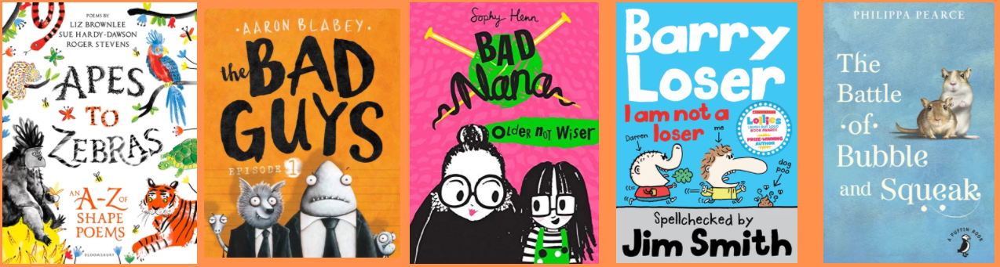 POEMS BY
LIZ BROWNLEE
SUE HARDY-DAWSON
ROGER STEVENS
APES
TO
ZEBRAS
AN
A-Z OF
SHAPE
POEMS
BLOOMSBURY
·AARON BLABEY·
the BAD
GUYS
EPISODE 1
Sophy Henn
BAD
Nana
OLDER NOT WISER
Barry
Loser
I am not a
loser
Lollies
LAUGH OUT LOUD
BOOK AWARDS
PRIZE-WINNING
AUTHOR
Darren
me
dog
poo
Spellchecked by
Jim Smith
PHILIPPA PEARCE
The
Battle
·of·
Bubble
and Squeak
A PUFFIN BOOK